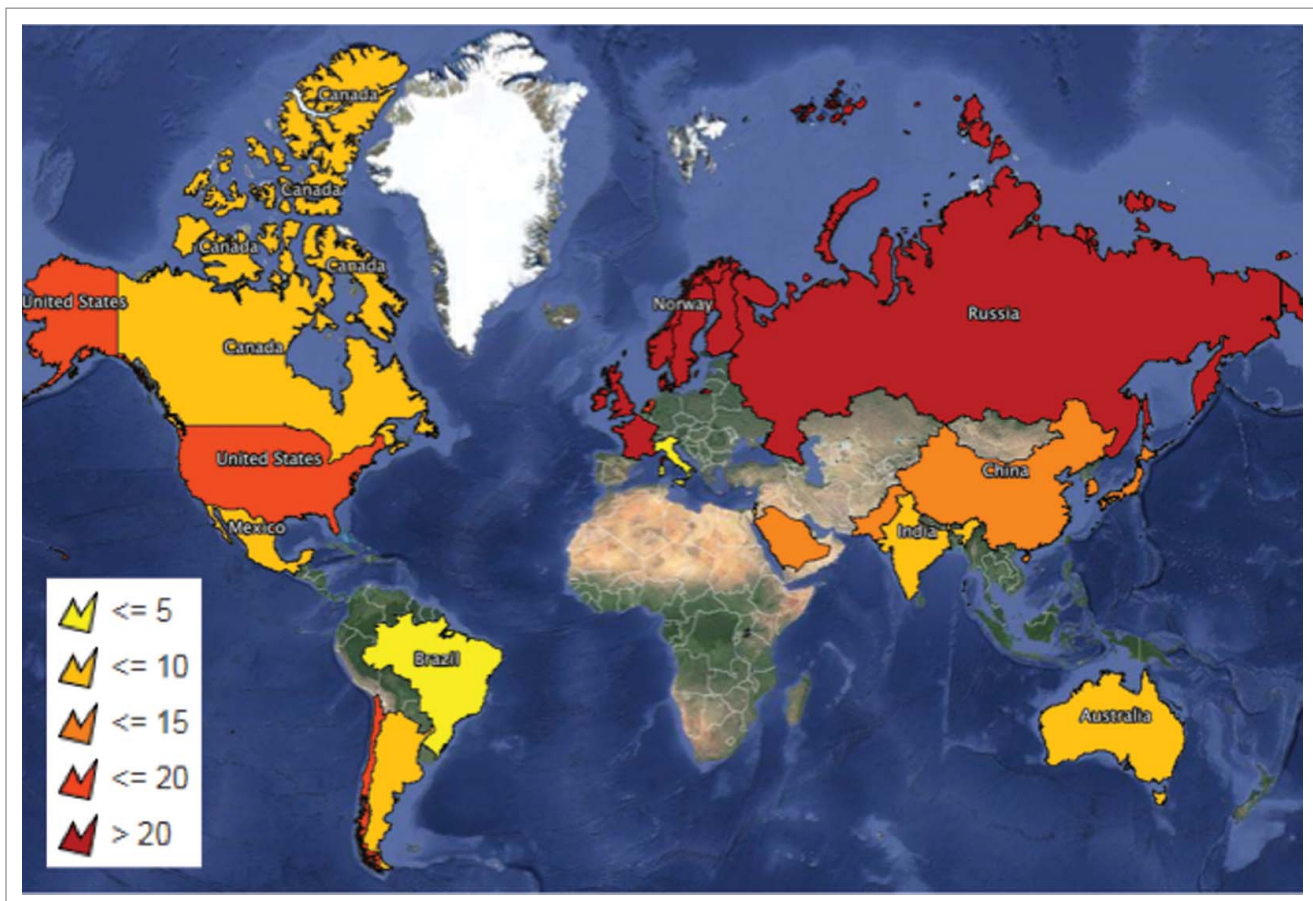 Canada
Canada
Canada
Canada
United States
Norway
Russia
Canada
United States
China
Mexico
India
<= 5
<= 10
Brazil
<= 15
Australia
<= 20
> 20